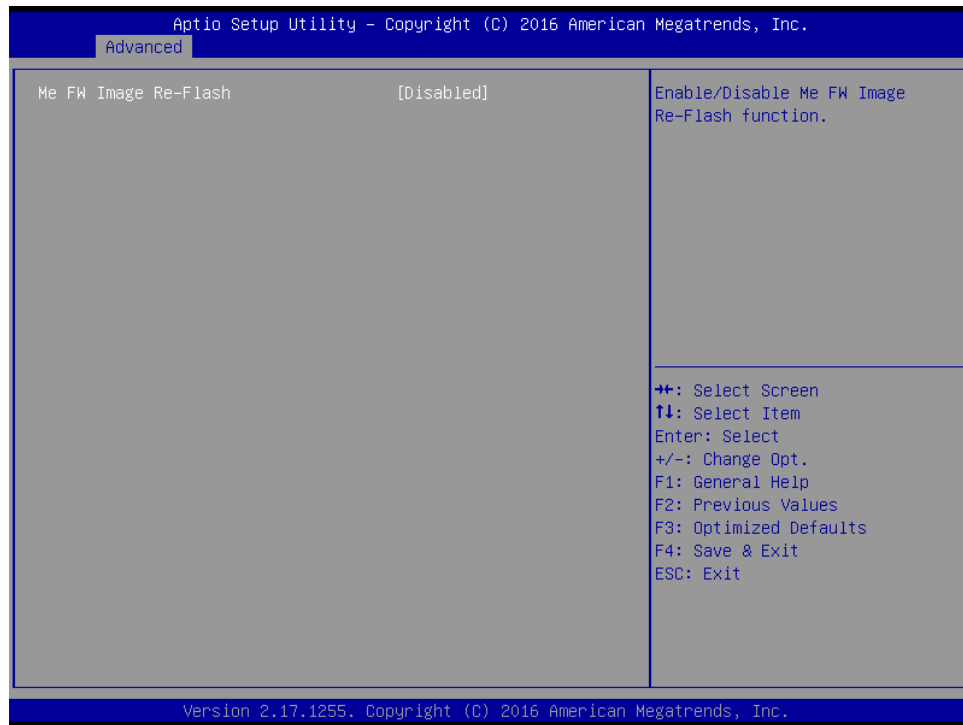 Aptio Setup Utility – Copyright (C) 2016 American Megatrends, Inc.
Advanced
Me FW Image Re-Flash [Disabled]
Enable/Disable Me FW Image
Re-Flash function.
→←: Select Screen
↑↓: Select Item
Enter: Select
+/-: Change Opt.
F1: General Help
F2: Previous Values
F3: Optimized Defaults
F4: Save & Exit
ESC: Exit
Version 2.17.1255. Copyright (C) 2016 American Megatrends, Inc.